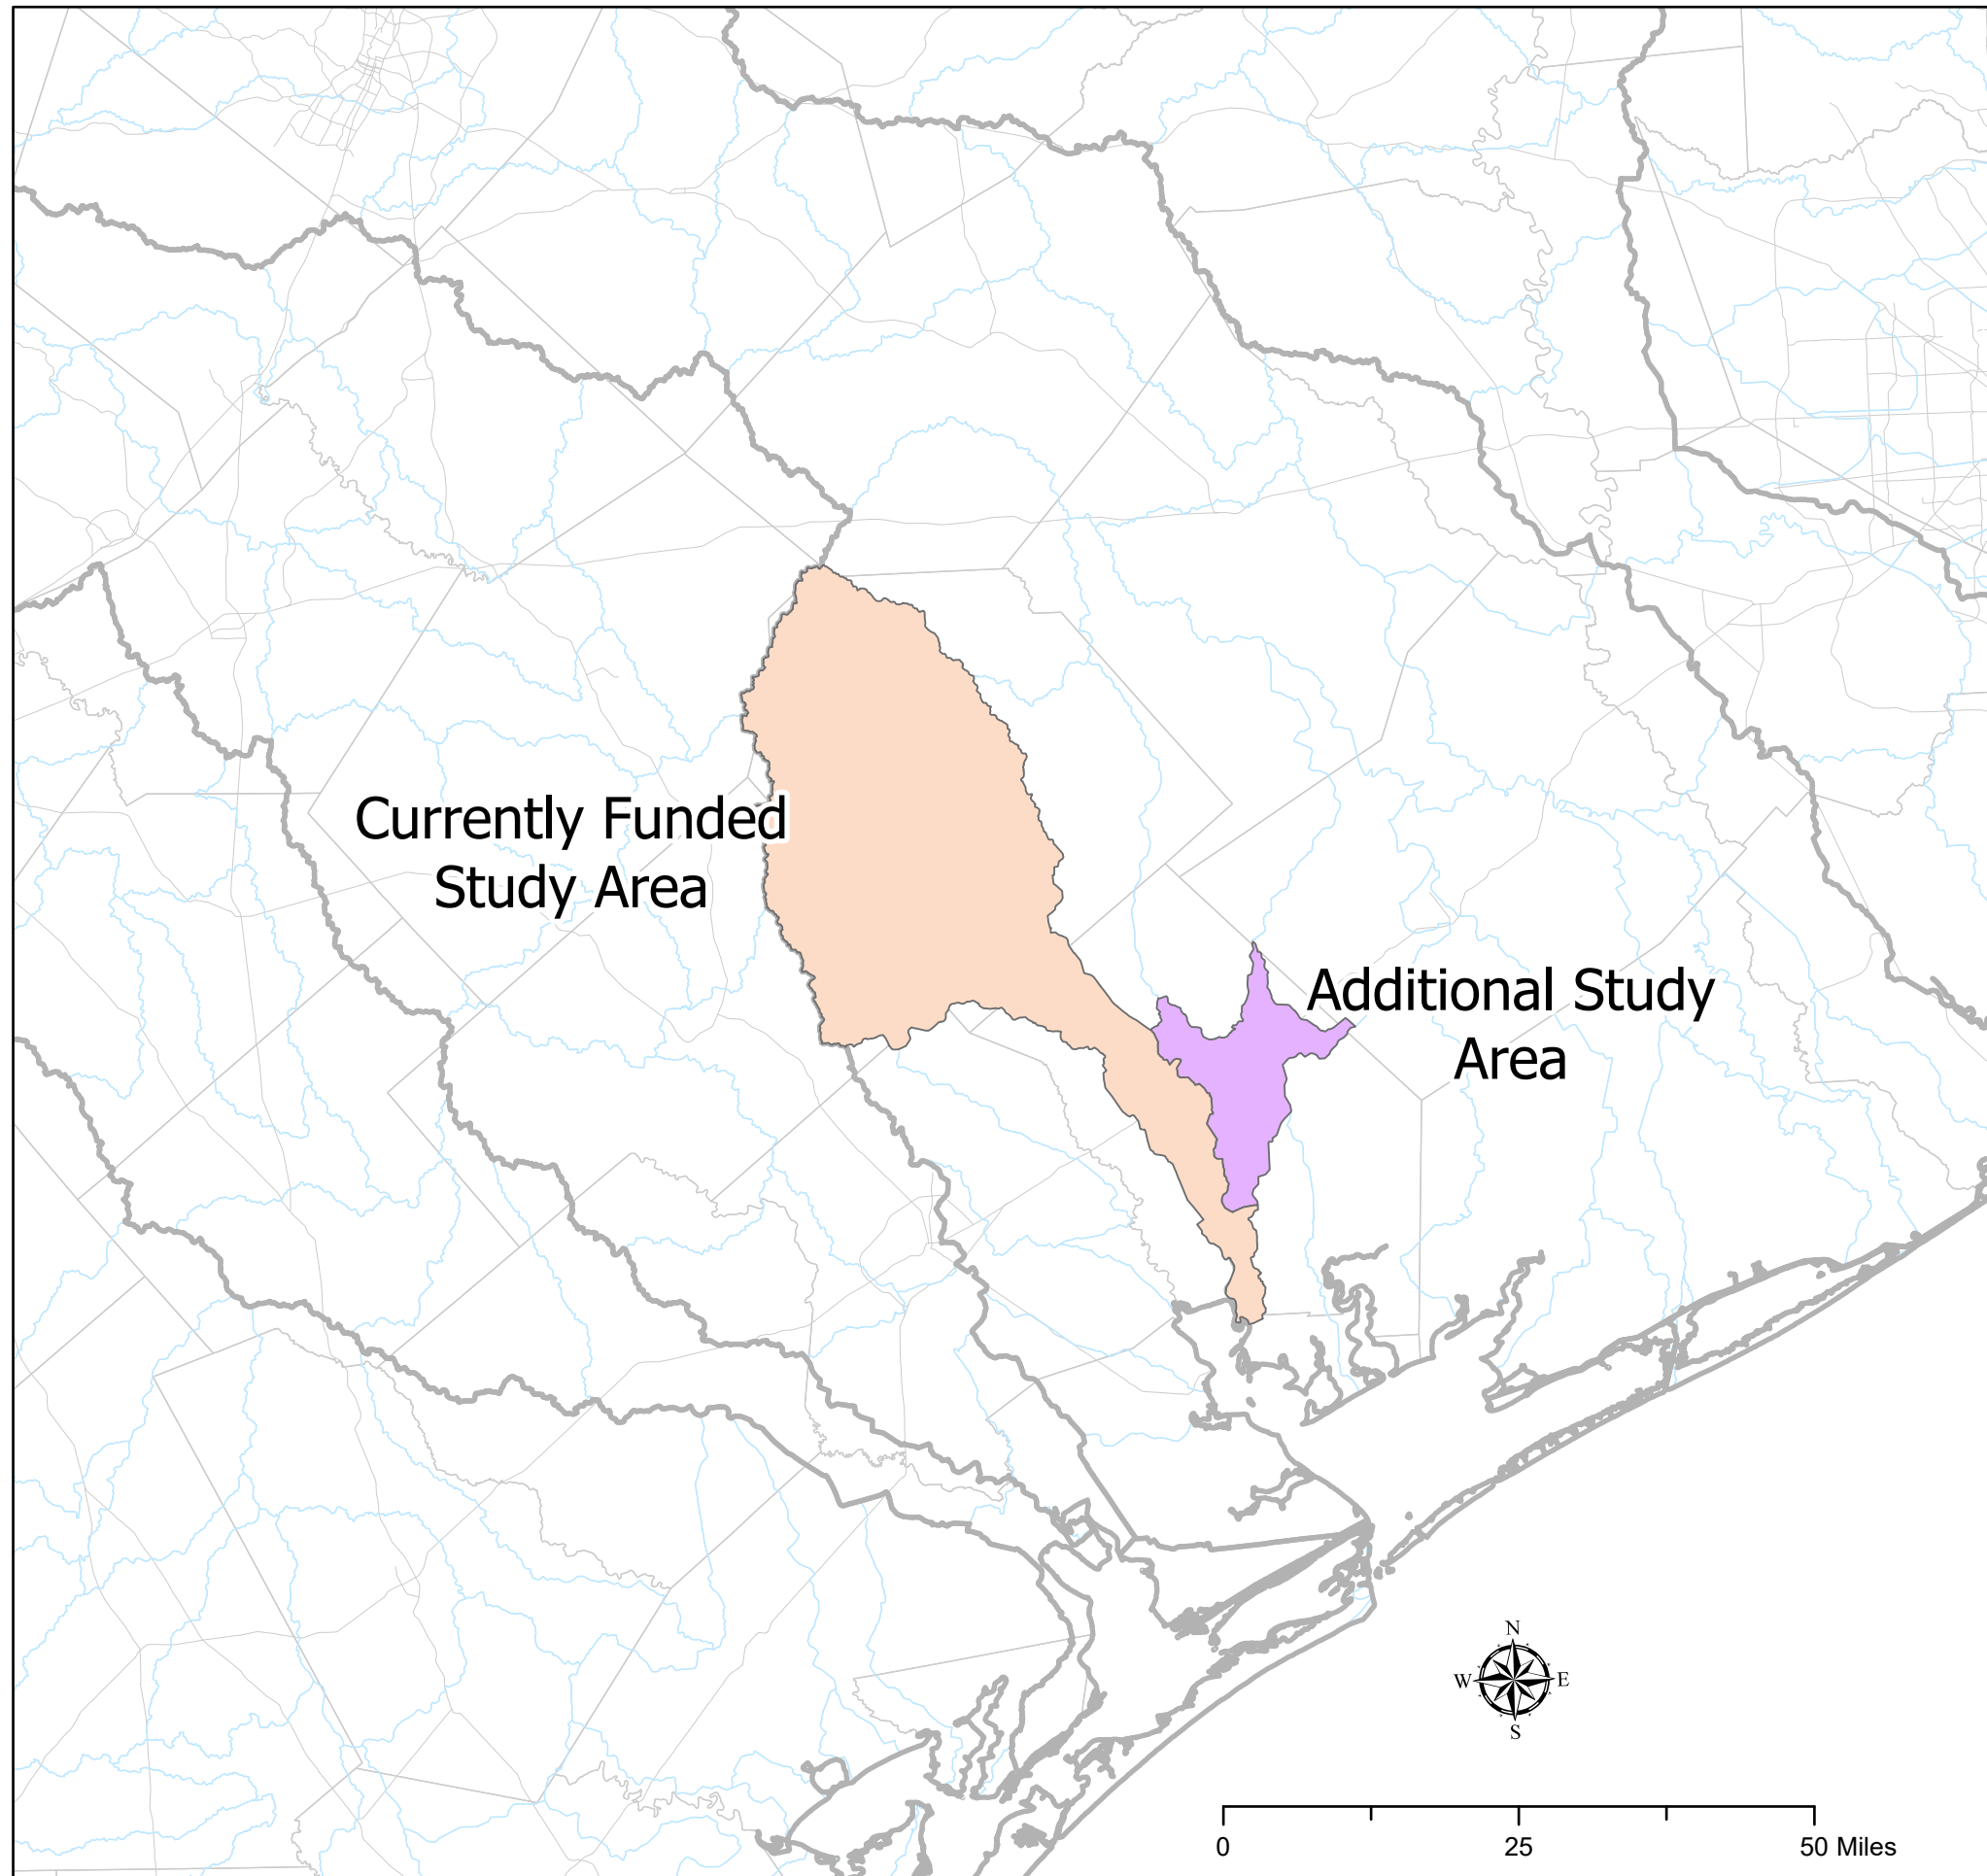 Currently Funded
Study Area
Additional Study
Area
N
W E
S
0 25 50 Miles